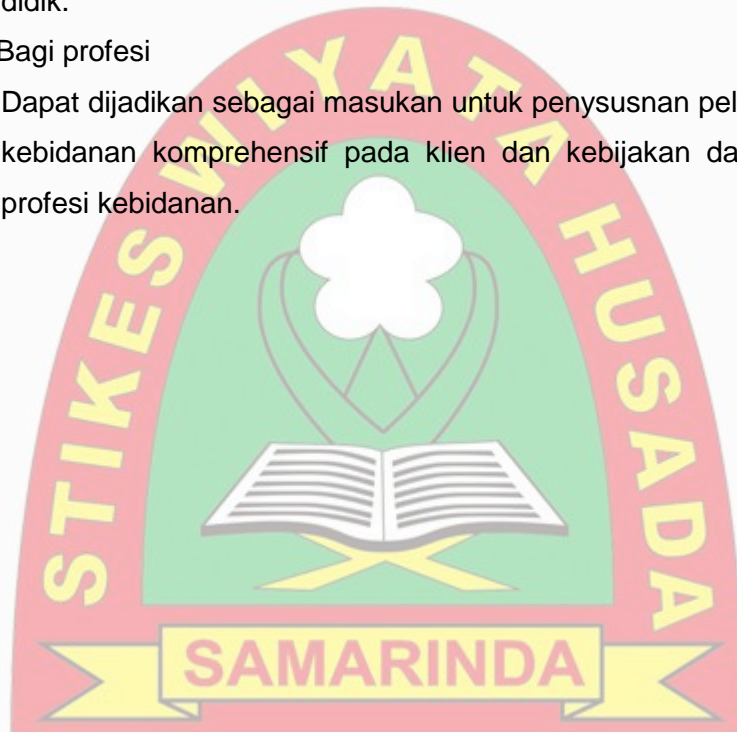 didik.
Bagi profesi
Dapat dijadikan sebagai masukan untuk penysusnan pel
kebidanan komprehensif pada klien dan kebijakan da
profesi kebidanan.
STIKES WIYATA HUSADA
SAMARINDA